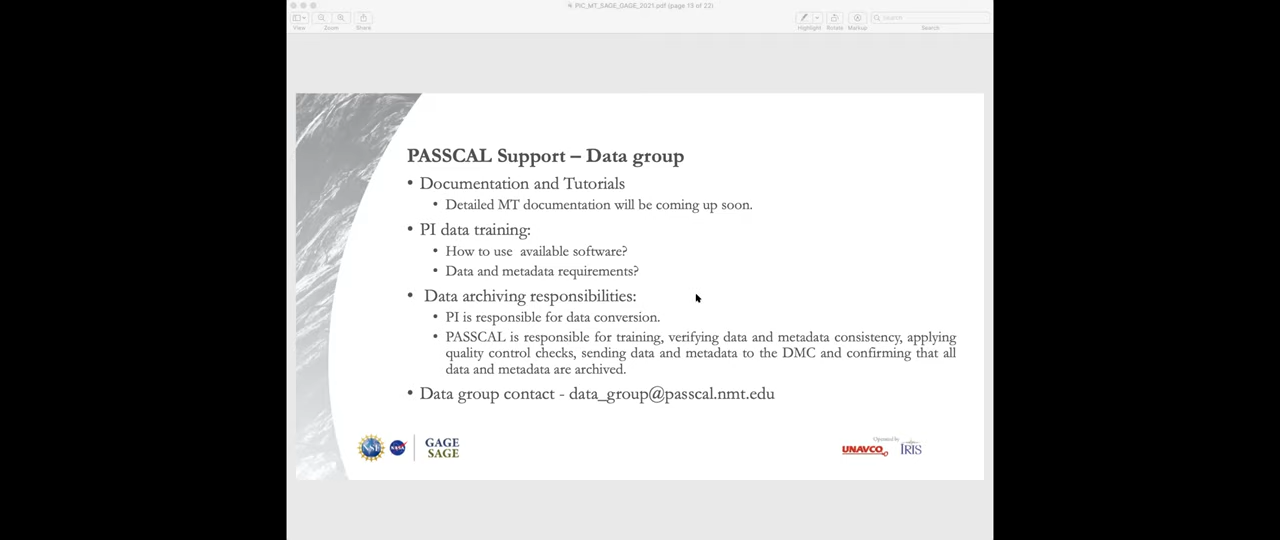 PIC_MT_SAGE_GAGE_2021.pdf (page 13 of 22)
View
Zoom
Share
Highlight
Rotate
Markup
Search
Search
PASSCAL Support – Data group
• Documentation and Tutorials
• Detailed MT documentation will be coming up soon.
• PI data training:
• How to use available software?
• Data and metadata requirements?
• Data archiving responsibilities:
• PI is responsible for data conversion.
• PASSCAL is responsible for training, verifying data and metadata consistency, applying
quality control checks, sending data and metadata to the DMC and confirming that all
data and metadata are archived.
• Data group contact - data_group@passcal.nmt.edu
NSF
NASA
GAGE
SAGE
Operated by
UNAVCO
IRIS